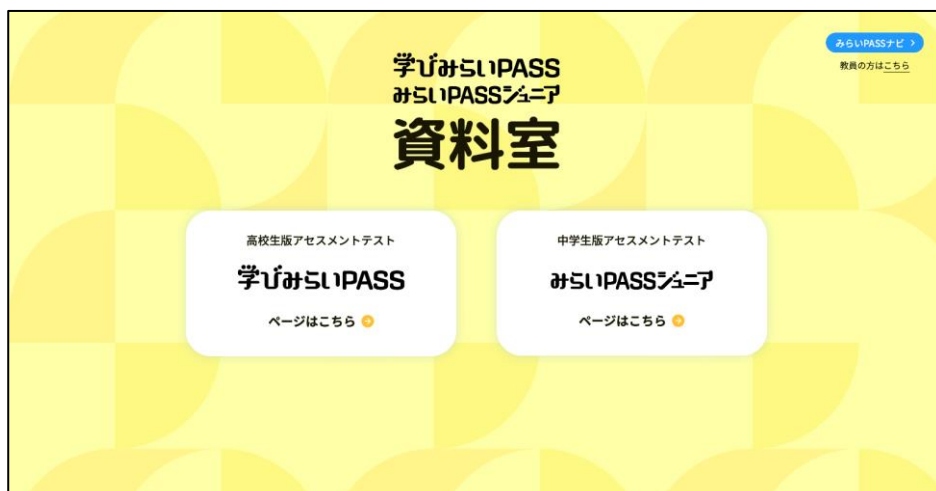 みらいPASSナビ
教員の方はこちら
学びみらいPASS
みらいPASSジュニア
資料室
高校生版アセスメントテスト
学びみらいPASS
ページはこちら
中学生版アセスメントテスト
みらいPASSジュニア
ページはこちら